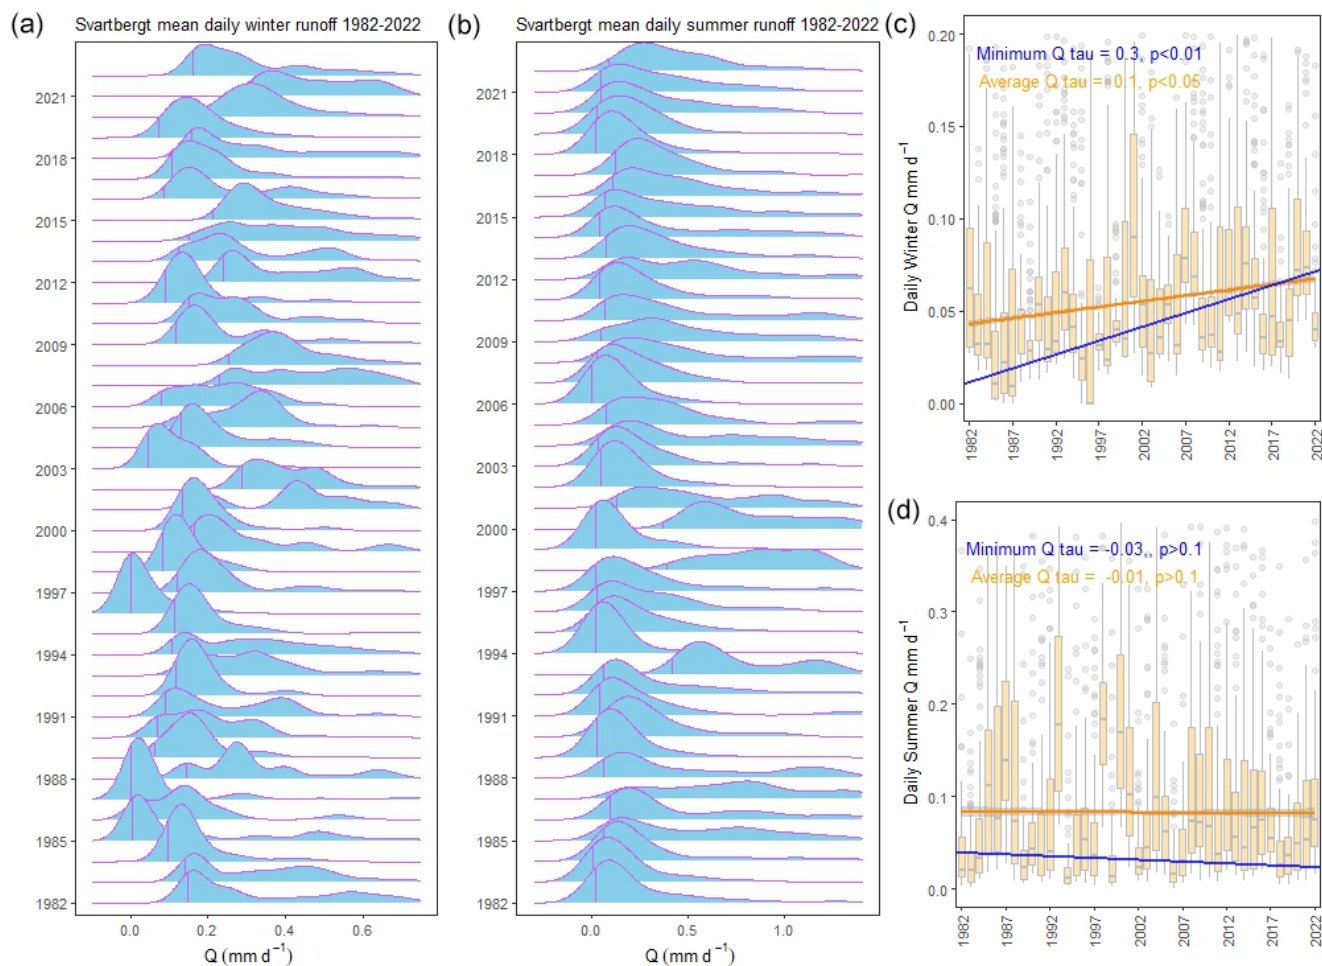 (a)
Svartbergt mean daily winter runoff 1982-2022
2021
2018
2015
2012
2009
2006
2003
2000
1997
1994
1991
1988
1985
1982
0.0 0.2 0.4 0.6
Q (mm d⁻¹)
(b)
Svartbergt mean daily summer runoff 1982-2022
2021
2018
2015
2012
2009
2006
2003
2000
1997
1994
1991
1988
1985
1982
0.0 0.5 1.0
Q (mm d⁻¹)
(c)
Minimum Q tau = 0.3, p<0.01
Average Q tau = 0.1, p<0.05
Daily Winter Q mm d⁻¹
0.20
0.15
0.10
0.05
0.00
1982 1987 1992 1997 2002 2007 2012 2017 2022
(d)
Minimum Q tau = -0.03, p>0.1
Average Q tau = -0.01, p>0.1
Daily Summer Q mm d⁻¹
0.4
0.3
0.2
0.1
0.0
1982 1987 1992 1997 2002 2007 2012 2017 2022